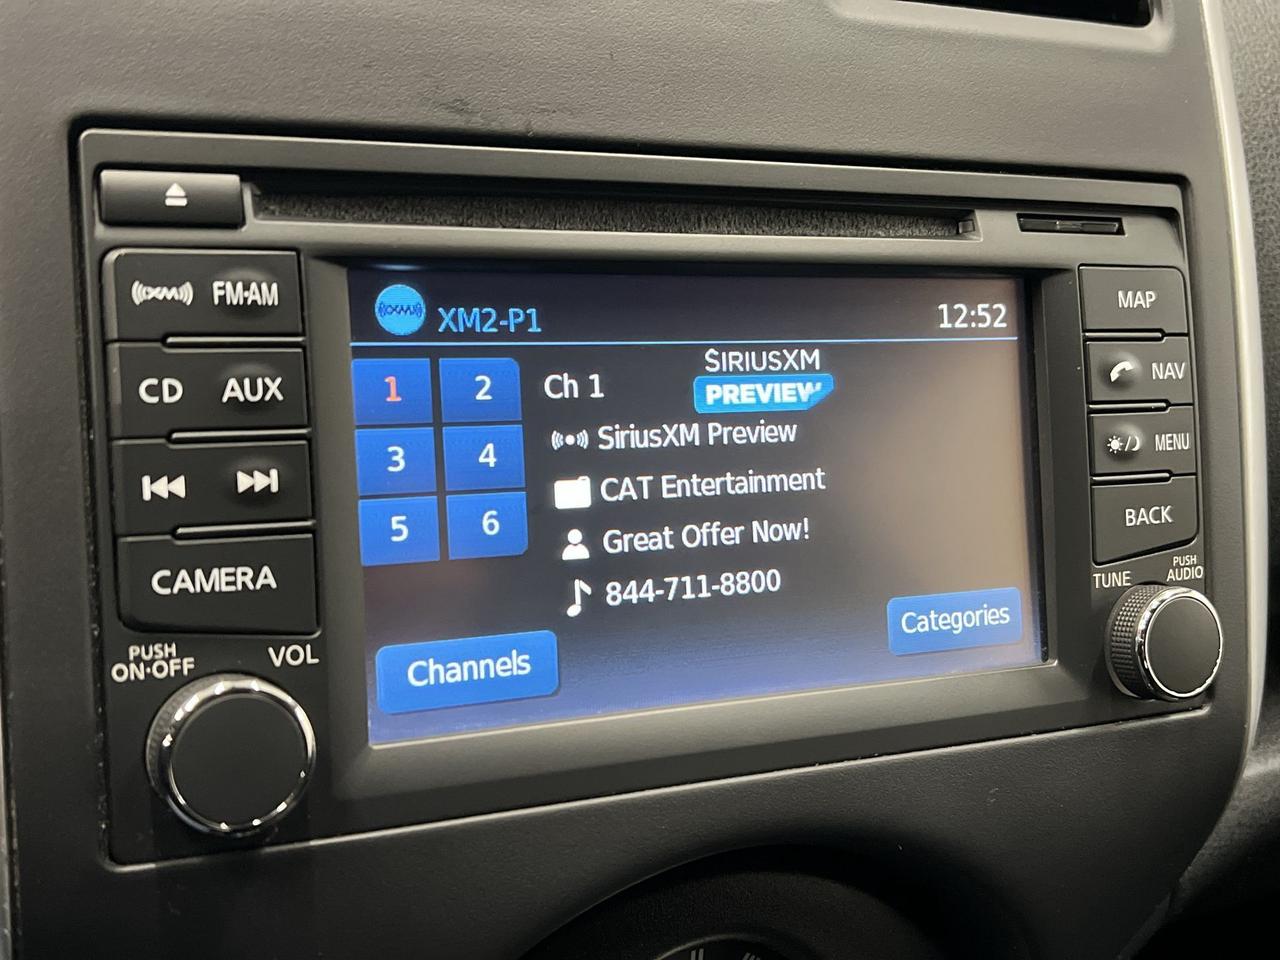 XM FM·AM
CD AUX
CAMERA
PUSH
ON·OFF
VOL
XM XM2-P1 12:52
1 2
3 4
5 6
Ch 1
SIRIUSXM
PREVIEW
SiriusXM Preview
CAT Entertainment
Great Offer Now!
844-711-8800
Channels
Categories
MAP
NAV
MENU
BACK
TUNE
PUSH
AUDIO